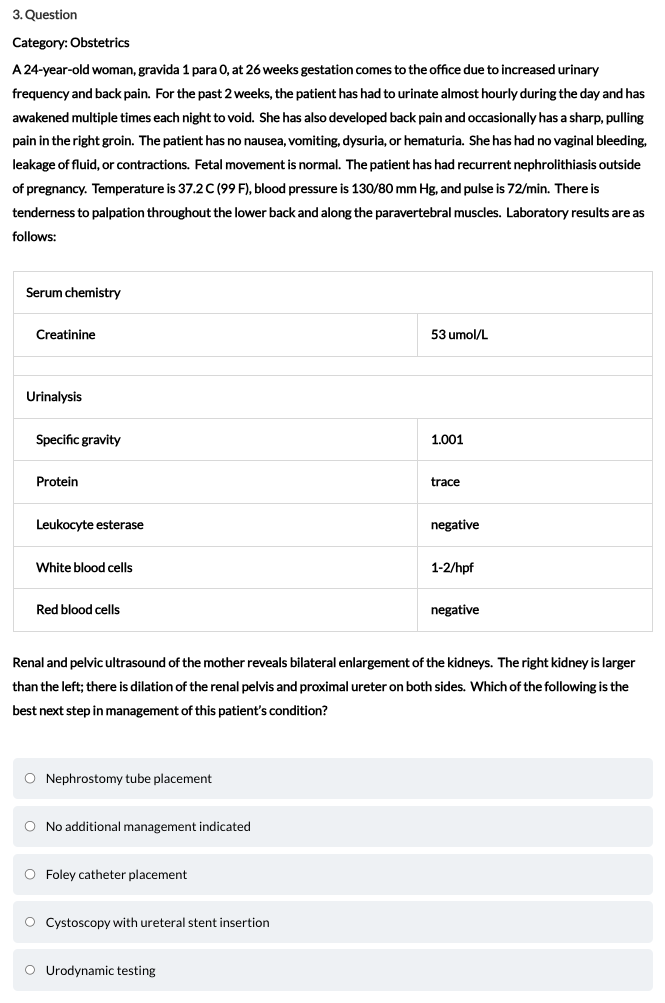 3. Question
Category: Obstetrics
A 24-year-old woman, gravida 1 para 0, at 26 weeks gestation comes to the office due to increased urinary
frequency and back pain.  For the past 2 weeks, the patient has had to urinate almost hourly during the day and has
awakened multiple times each night to void.  She has also developed back pain and occasionally has a sharp, pulling
pain in the right groin.  The patient has no nausea, vomiting, dysuria, or hematuria.  She has had no vaginal bleeding,
leakage of fluid, or contractions.  Fetal movement is normal.  The patient has had recurrent nephrolithiasis outside
of pregnancy.  Temperature is 37.2 C (99 F), blood pressure is 130/80 mm Hg, and pulse is 72/min.  There is
tenderness to palpation throughout the lower back and along the paravertebral muscles.  Laboratory results are as
follows:
Serum chemistry
Creatinine 53 umol/L
Urinalysis
Specific gravity 1.001
Protein trace
Leukocyte esterase negative
White blood cells 1-2/hpf
Red blood cells negative
Renal and pelvic ultrasound of the mother reveals bilateral enlargement of the kidneys.  The right kidney is larger
than the left; there is dilation of the renal pelvis and proximal ureter on both sides.  Which of the following is the
best next step in management of this patient's condition?
Nephrostomy tube placement
No additional management indicated
Foley catheter placement
Cystoscopy with ureteral stent insertion
Urodynamic testing